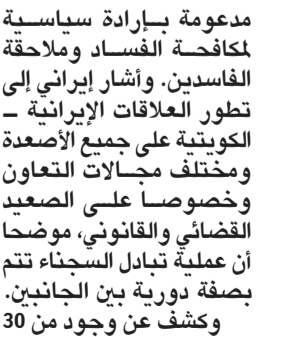 مدعومة بإرادة سياسية
لمكافحة الفساد وملاحقة
الفاسدين. وأشار إيراني إلى
تطور العلاقات الإيرانية ـ
الكويتية على جميع الأصعدة
ومختلف مجالات التعاون
وخصوصا على الصعيد
القضائي والقانوني، موضحا
أن عملية تبادل السجناء تتم
بصفة دورية بين الجانبين.
وكشف عن وجود من 30